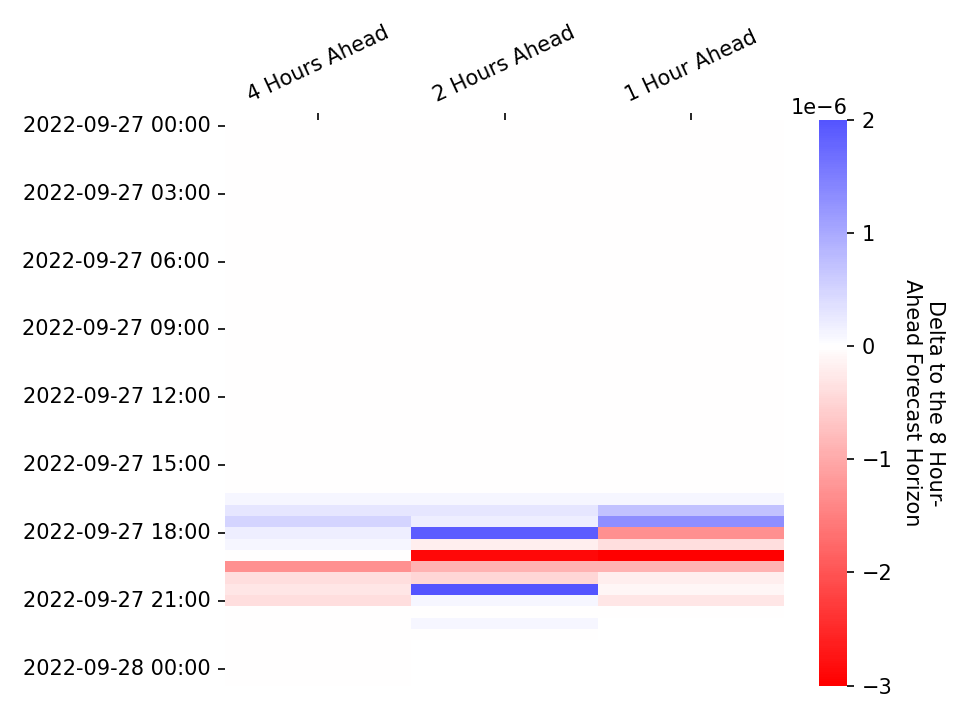 4 Hours Ahead
2 Hours Ahead
1 Hour Ahead
1e−6
2022-09-27 00:00
2022-09-27 03:00
2022-09-27 06:00
2022-09-27 09:00
2022-09-27 12:00
2022-09-27 15:00
2022-09-27 18:00
2022-09-27 21:00
2022-09-28 00:00
2
1
0
−1
−2
−3
Delta to the 8 Hour-
Ahead Forecast Horizon